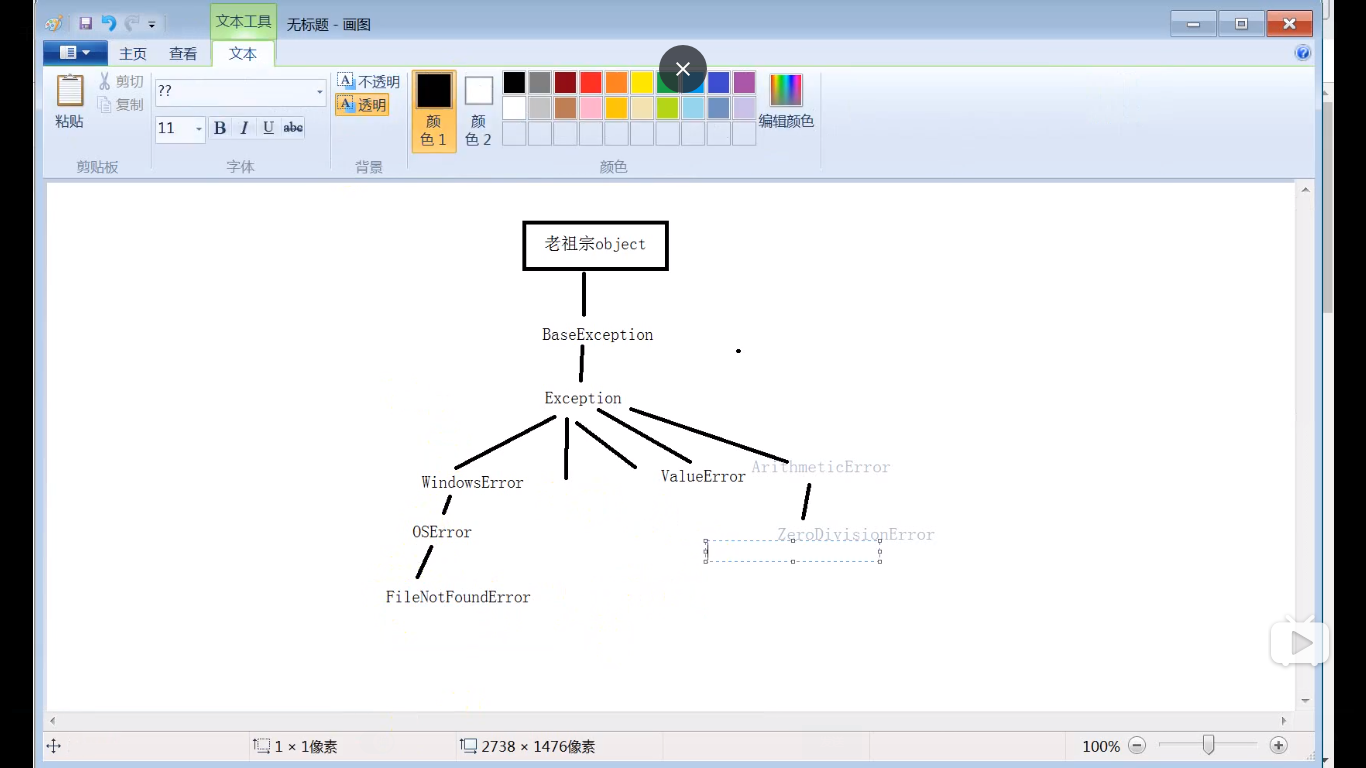 文本工具
无标题 - 画图
主页
查看
文本
粘贴
剪切
复制
剪贴板
??
11
B I U abc
字体
不透明
透明
背景
颜
色 1
颜
色 2
编辑颜色
颜色
老祖宗object
BaseException
Exception
WindowsError
ValueError
ArithmeticError
OSError
ZeroDivisionError
FileNotFoundError
1 × 1像素
2738 × 1476像素
100%